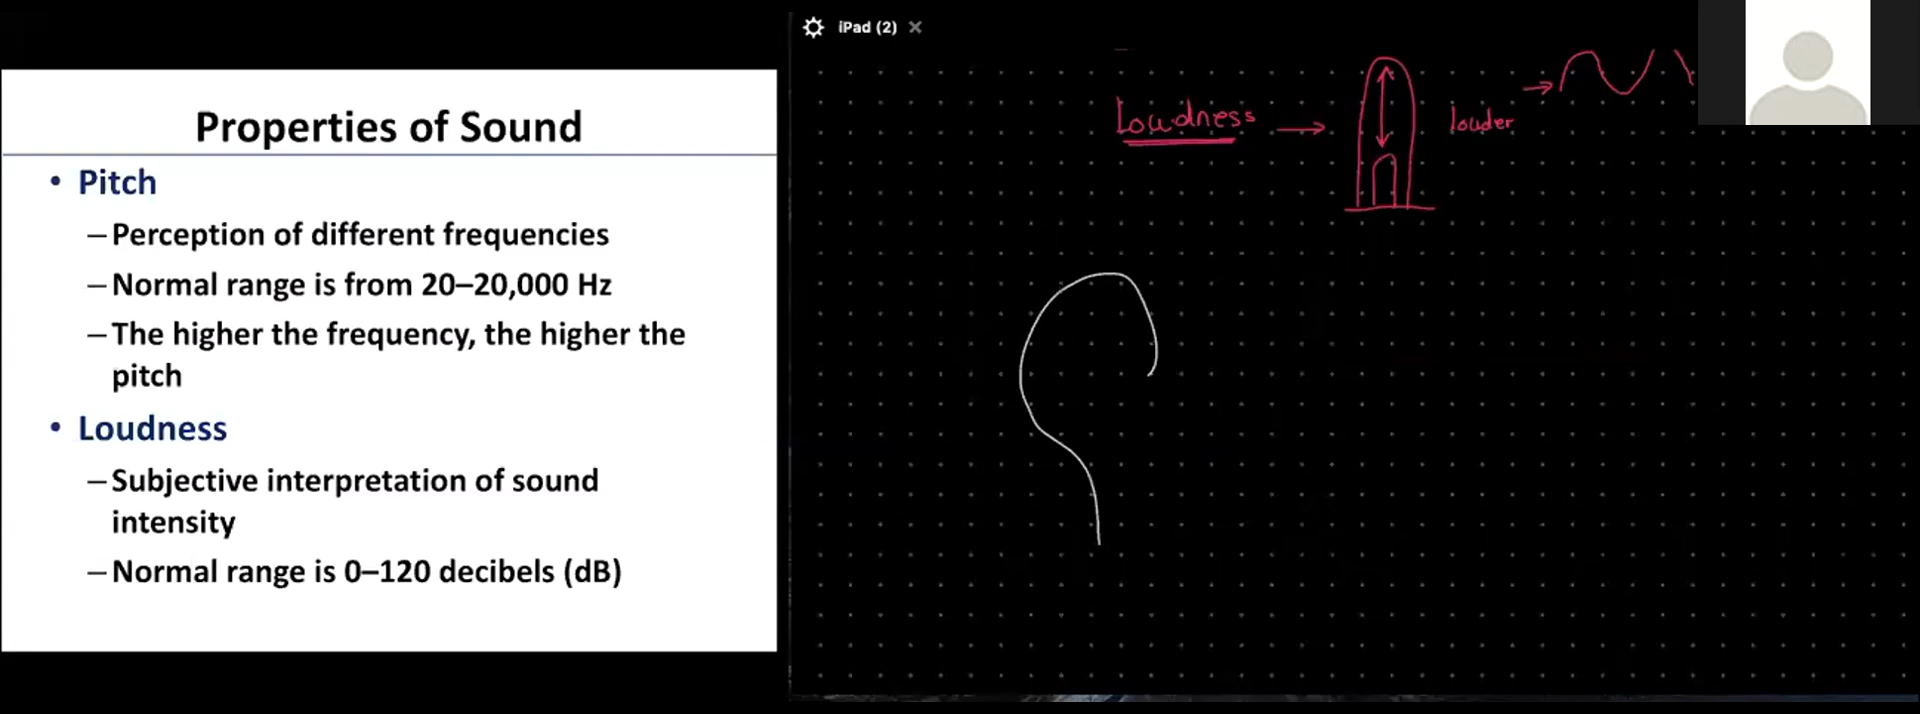 Properties of Sound
• Pitch
– Perception of different frequencies
– Normal range is from 20–20,000 Hz
– The higher the frequency, the higher the
pitch
• Loudness
– Subjective interpretation of sound
intensity
– Normal range is 0–120 decibels (dB)
iPad (2)
Loudness
louder